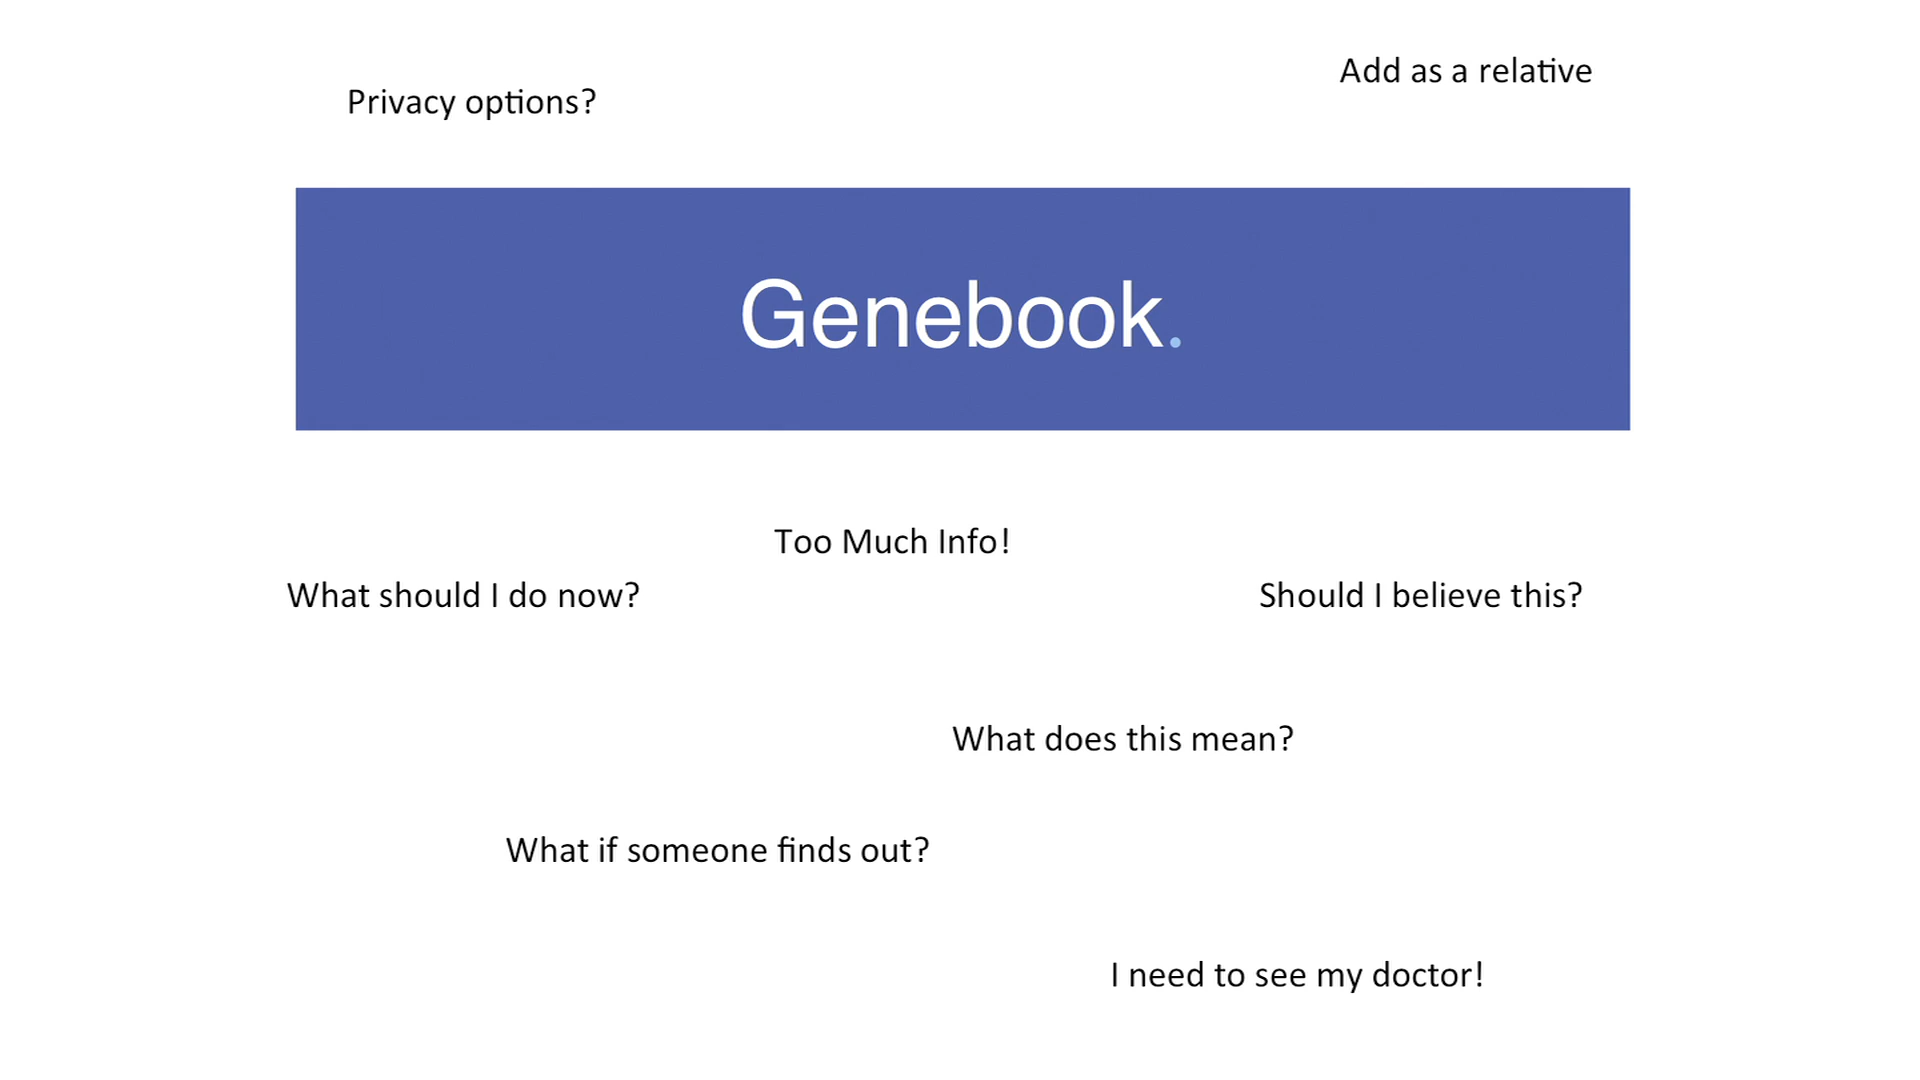 Add as a relative
Privacy options?
Genebook.
Too Much Info!
What should I do now?
Should I believe this?
What does this mean?
What if someone finds out?
I need to see my doctor!